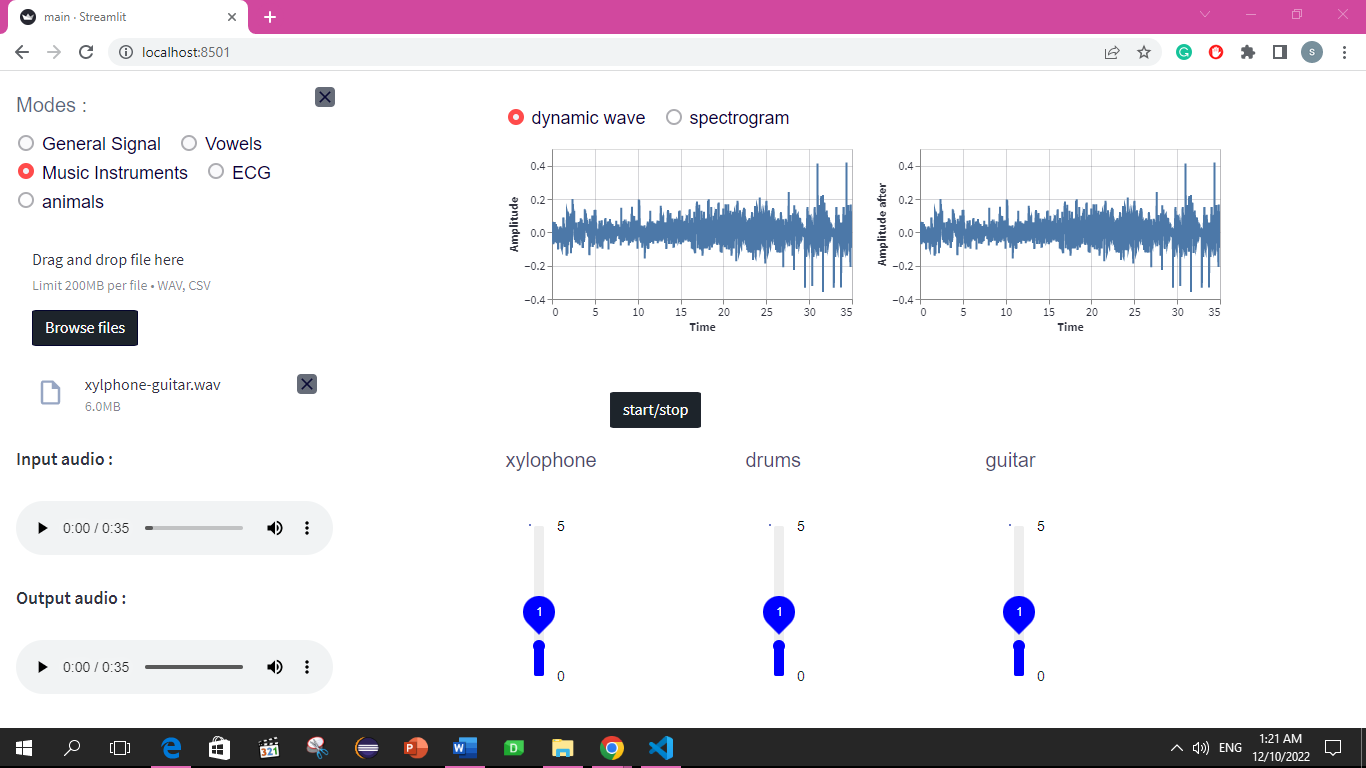 main · Streamlit
localhost:8501
S
Modes :
General Signal
Vowels
Music Instruments
ECG
animals
Drag and drop file here
Limit 200MB per file • WAV, CSV
Browse files
xylphone-guitar.wav
6.0MB
Input audio :
0:00 / 0:35
Output audio :
0:00 / 0:35
dynamic wave
spectrogram
Amplitude
0.4
0.2
0.0
−0.2
−0.4
0 5 10 15 20 25 30 35
Time
Amplitude after
0.4
0.2
0.0
−0.2
−0.4
0 5 10 15 20 25 30 35
Time
start/stop
xylophone
drums
guitar
5
5
5
1
1
1
0
0
0
321
P
W
D
ENG
1:21 AM
12/10/2022